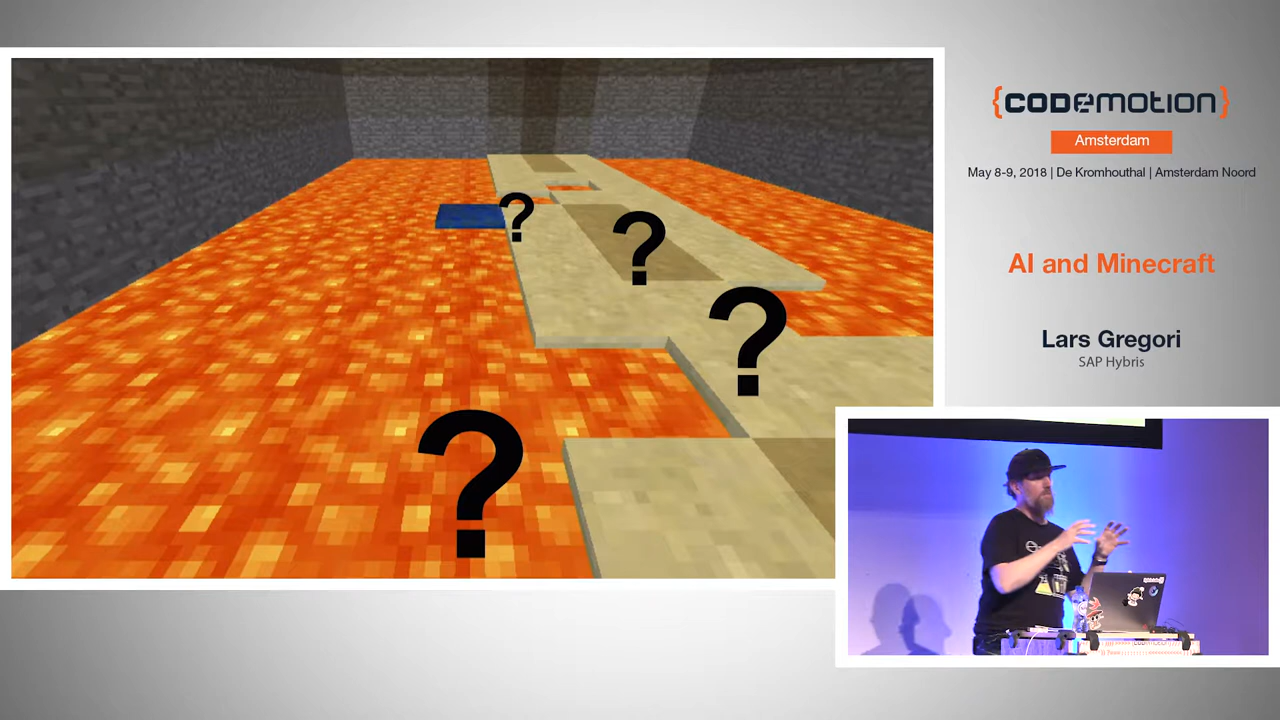 ?
?
?
?
{CODEMOTION}
Amsterdam
May 8-9, 2018 | De Kromhouthal | Amsterdam Noord
AI and Minecraft
Lars Gregori
SAP Hybris